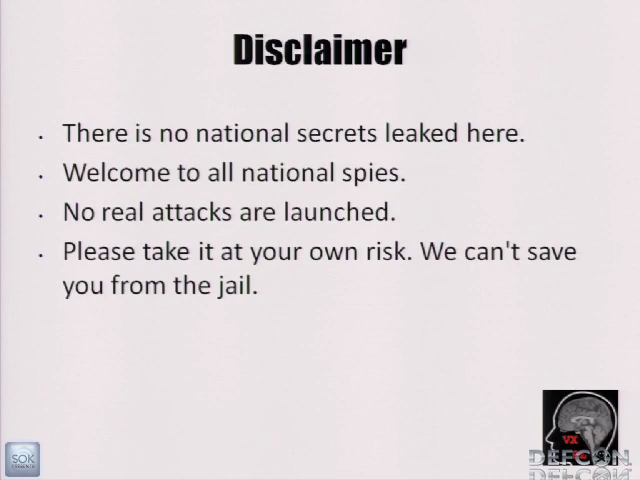 Disclaimer
• There is no national secrets leaked here.
• Welcome to all national spies.
• No real attacks are launched.
• Please take it at your own risk. We can't save
you from the jail.
VX
DEFCON
SOK